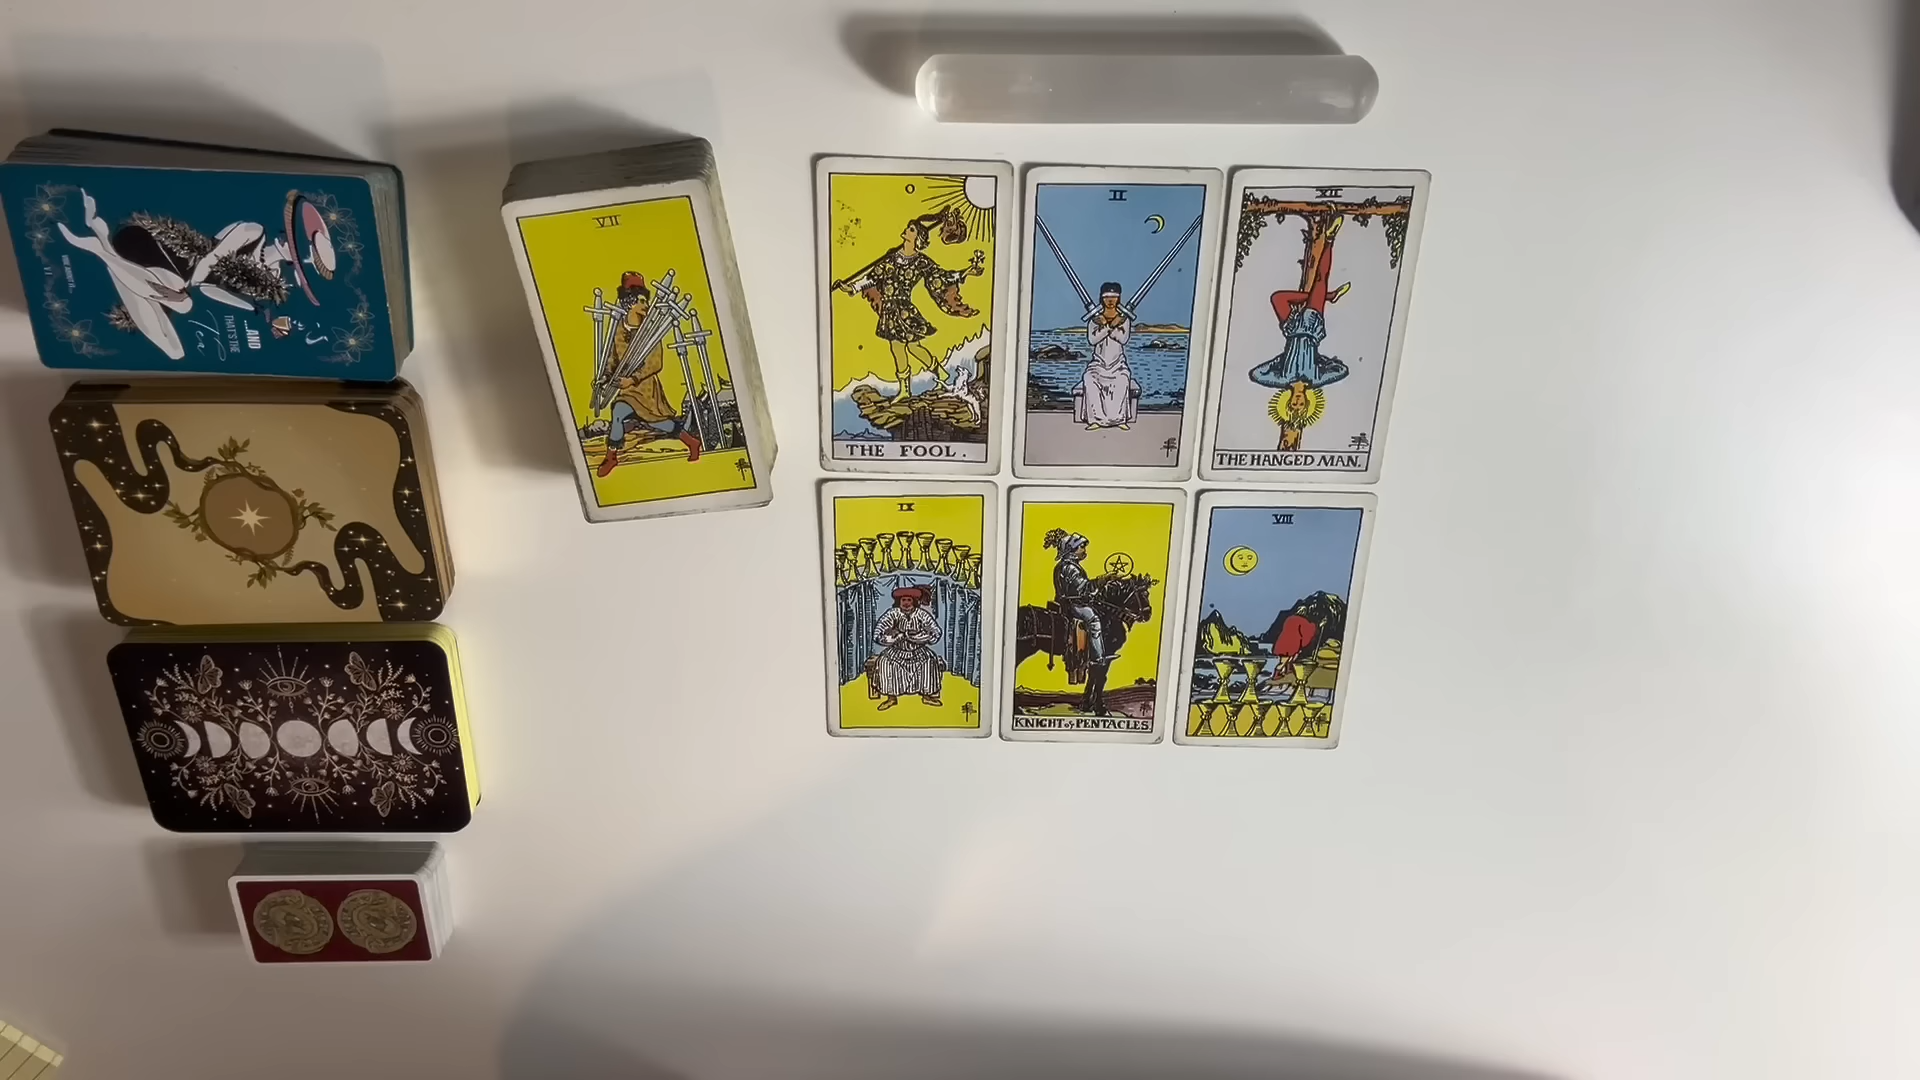 ...AND
THAT'S THE
Tea
VII
0
THE FOOL.
II
XII
THE HANGED MAN.
IX
KNIGHT of PENTACLES.
VIII